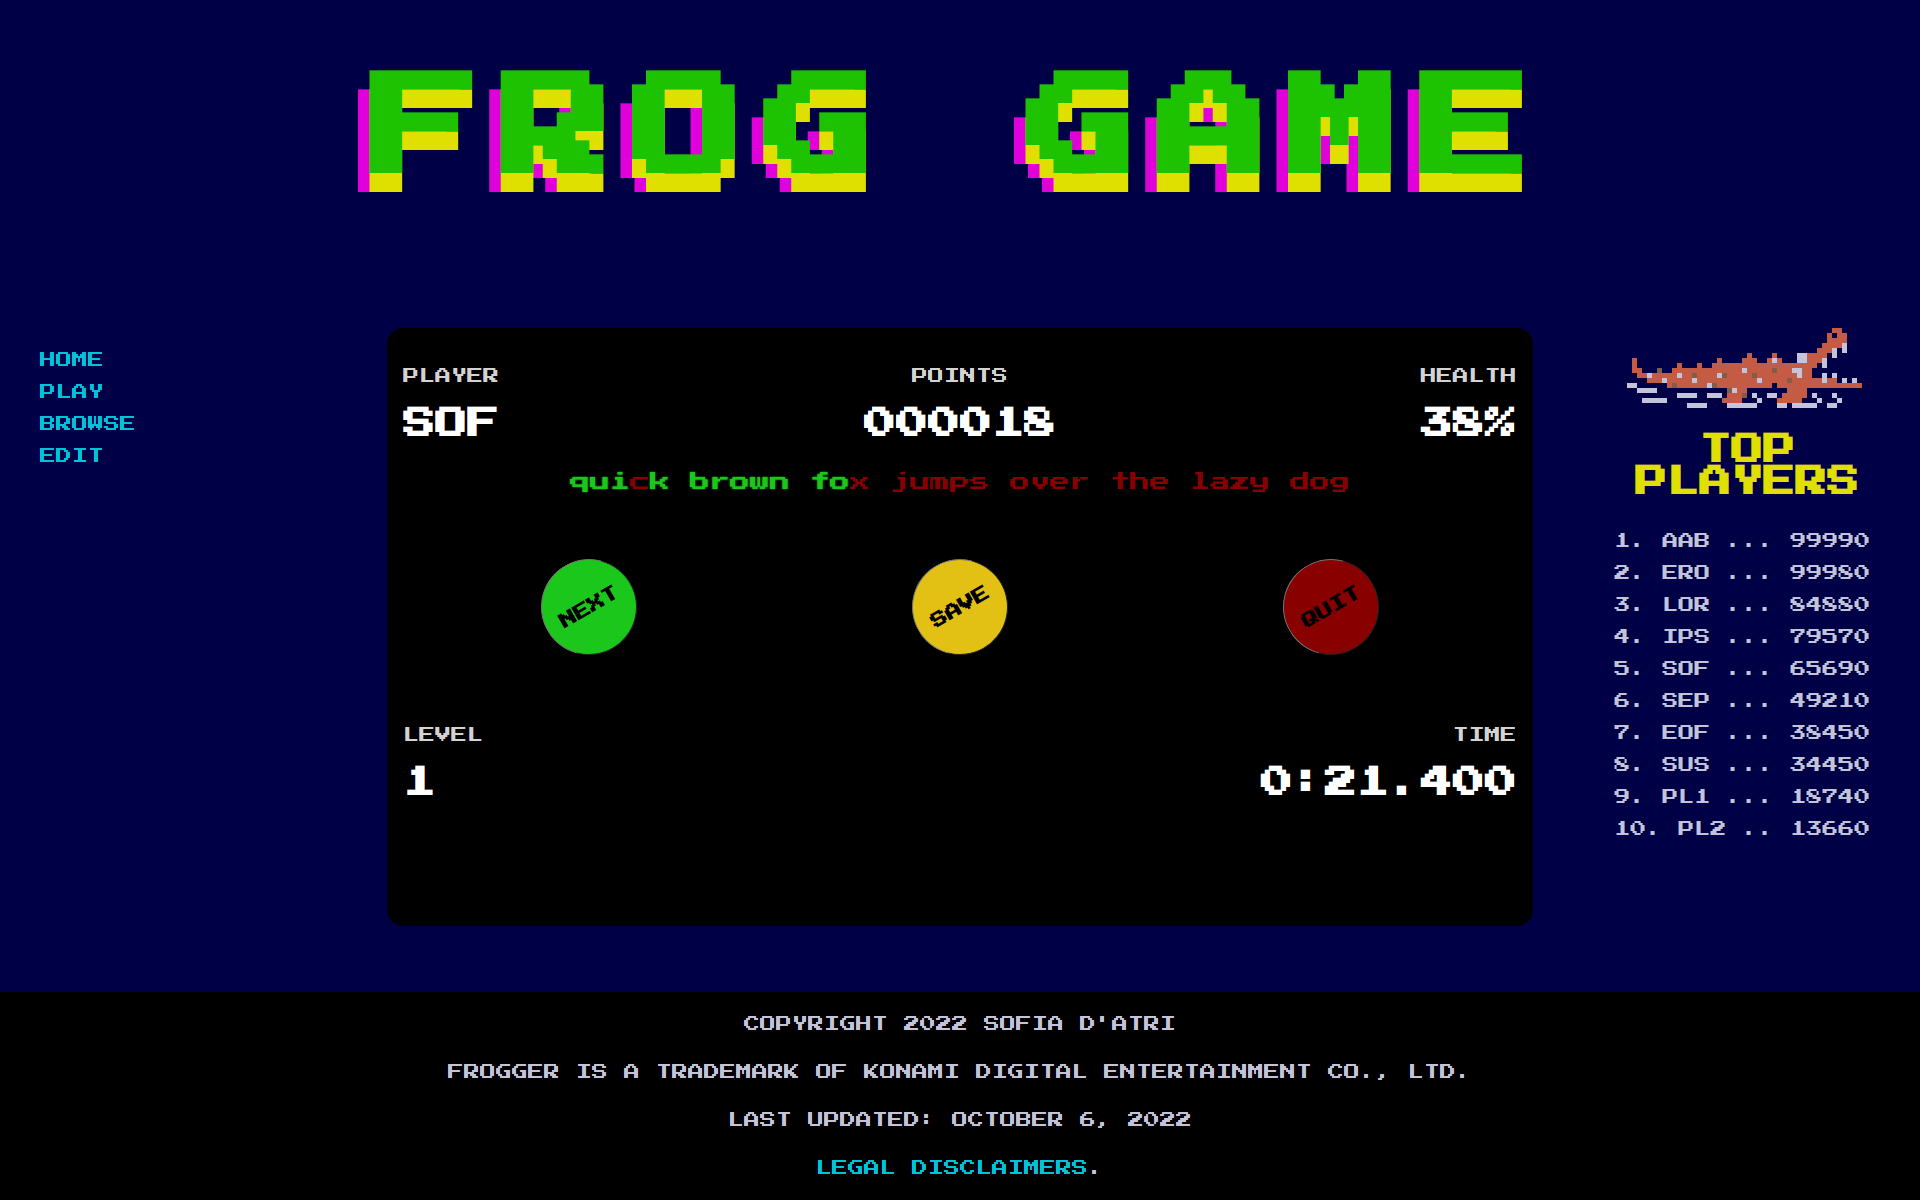 FROG GAME
HOME
PLAY
BROWSE
EDIT
PLAYER POINTS HEALTH
SOF 000018 38%
quick brown fox jumps over the lazy dog
NEXT SAVE QUIT
LEVEL TIME
1 0:21.400
TOP
PLAYERS
1. AAB ... 99990
2. ERO ... 99980
3. LOR ... 84880
4. IPS ... 79570
5. SOF ... 65690
6. SEP ... 49210
7. EOF ... 38450
8. SUS ... 34450
9. PL1 ... 18740
10. PL2 .. 13660
COPYRIGHT 2022 SOFIA D'ATRI
FROGGER IS A TRADEMARK OF KONAMI DIGITAL ENTERTAINMENT CO., LTD.
LAST UPDATED: OCTOBER 6, 2022
LEGAL DISCLAIMERS.